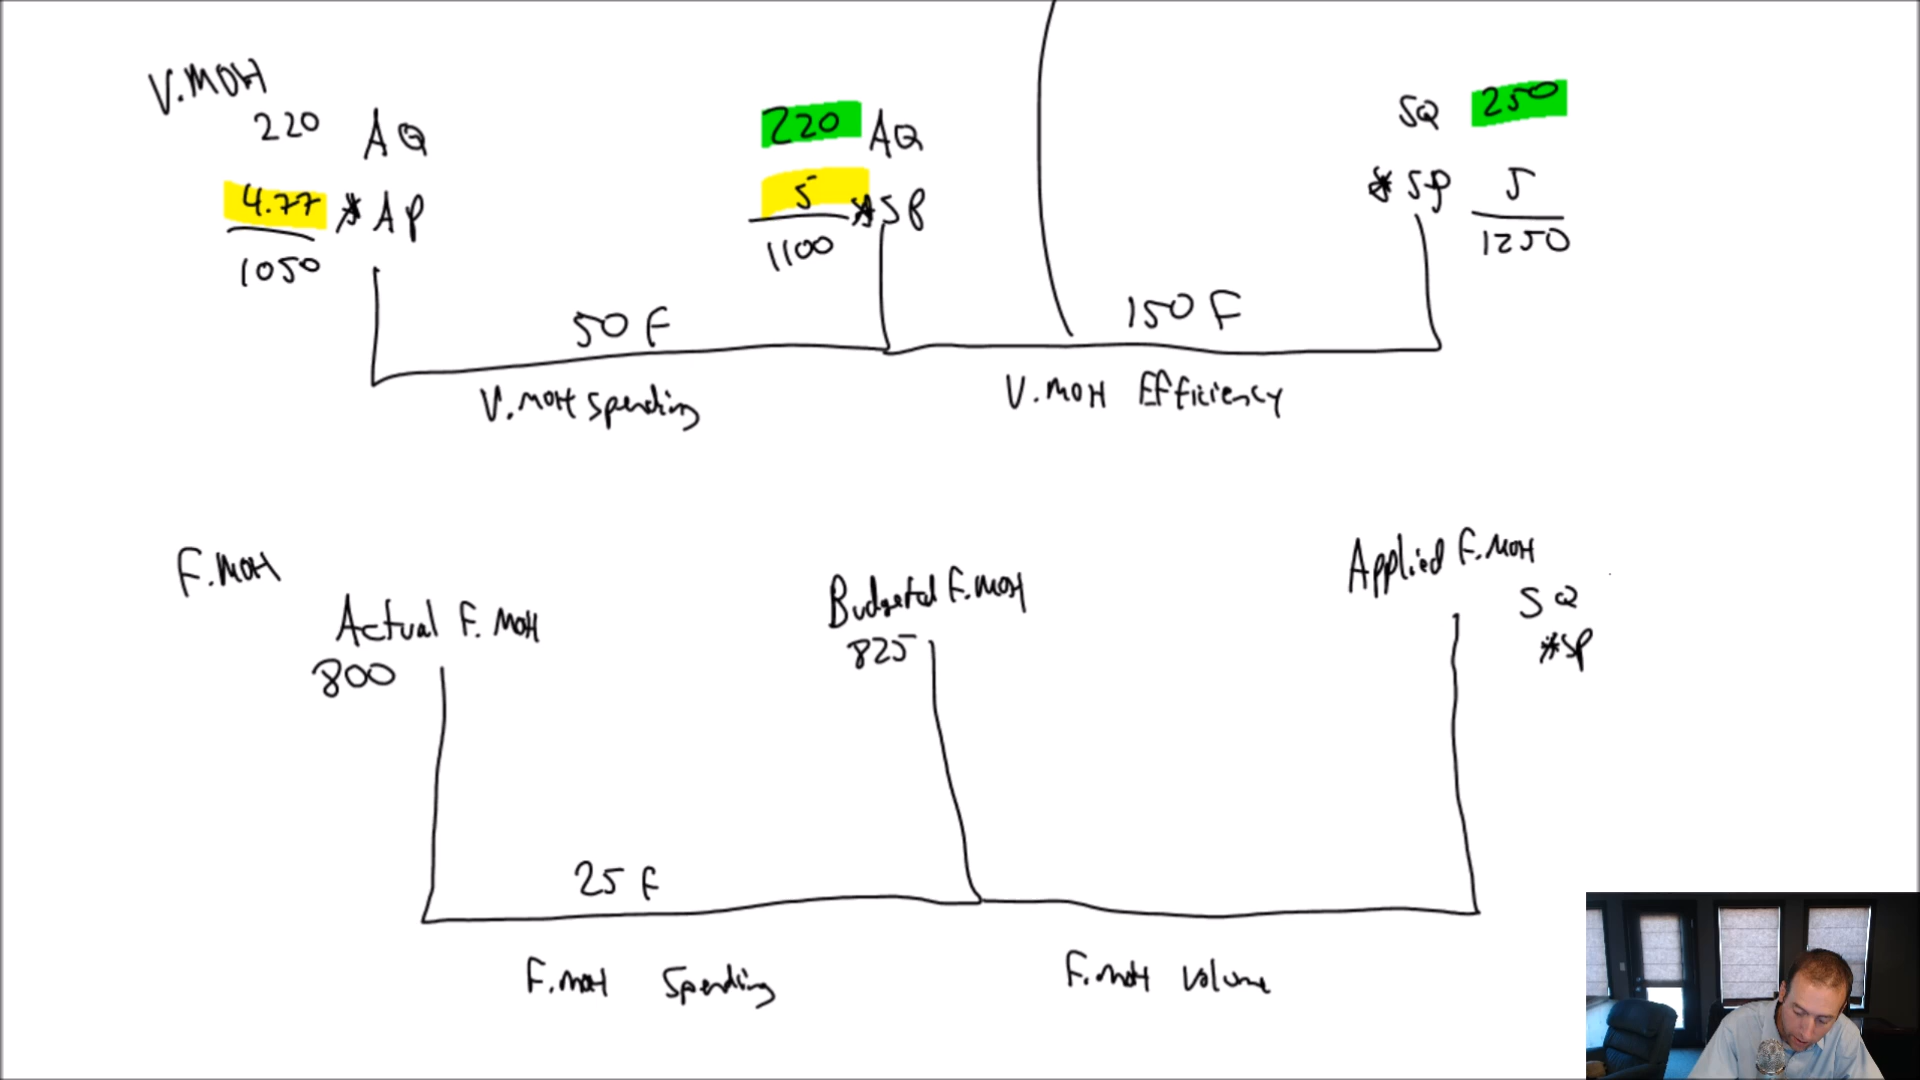 V.MOH
220 AQ
4.77 * AP
1050
220 AQ
5 * SP
1100
SQ 250
* SP 5
1250
50 F
150 F
V.MOH Spending
V.MOH Efficiency
F.MOH
Actual F.MOH
800
Budgeted F.MOH
825
Applied F.MOH
SQ
*SP
25 F
F.MOH Spending
F.MOH Volume